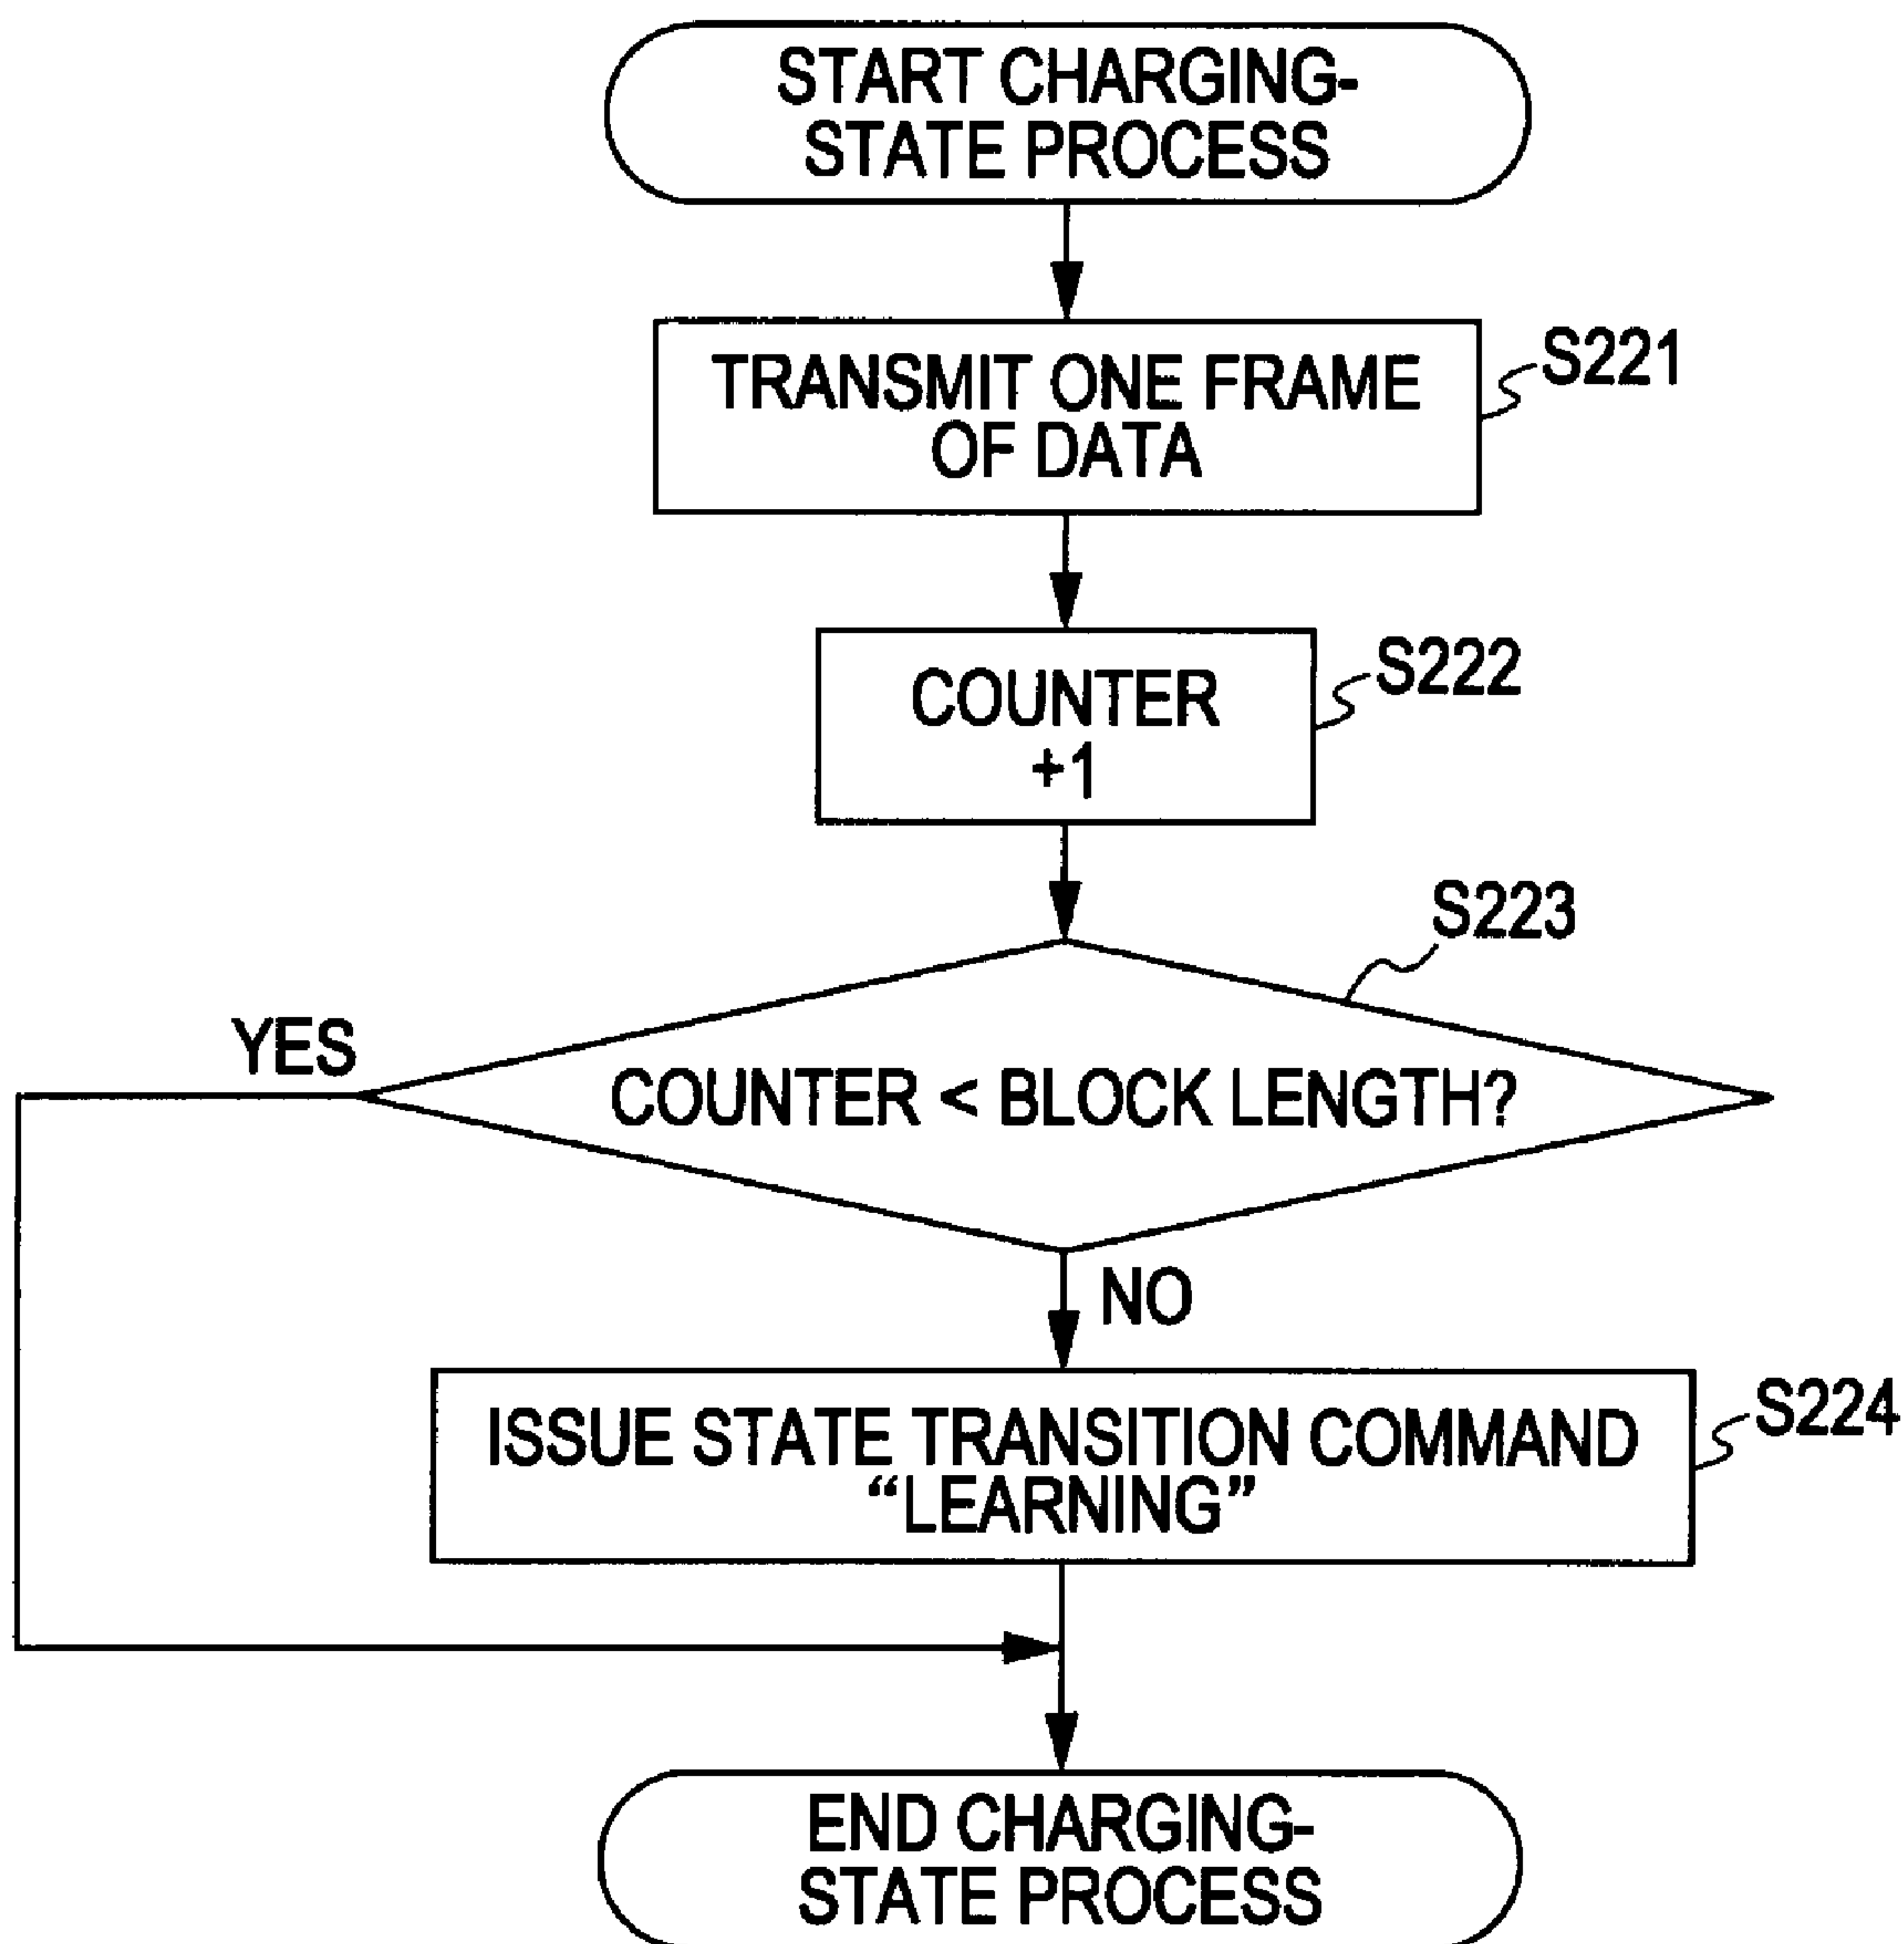 START CHARGING-
STATE PROCESS
TRANSMIT ONE FRAME
OF DATA
S221
COUNTER
+1
S222
S223
YES
COUNTER < BLOCK LENGTH?
NO
ISSUE STATE TRANSITION COMMAND
“LEARNING”
S224
END CHARGING-
STATE PROCESS